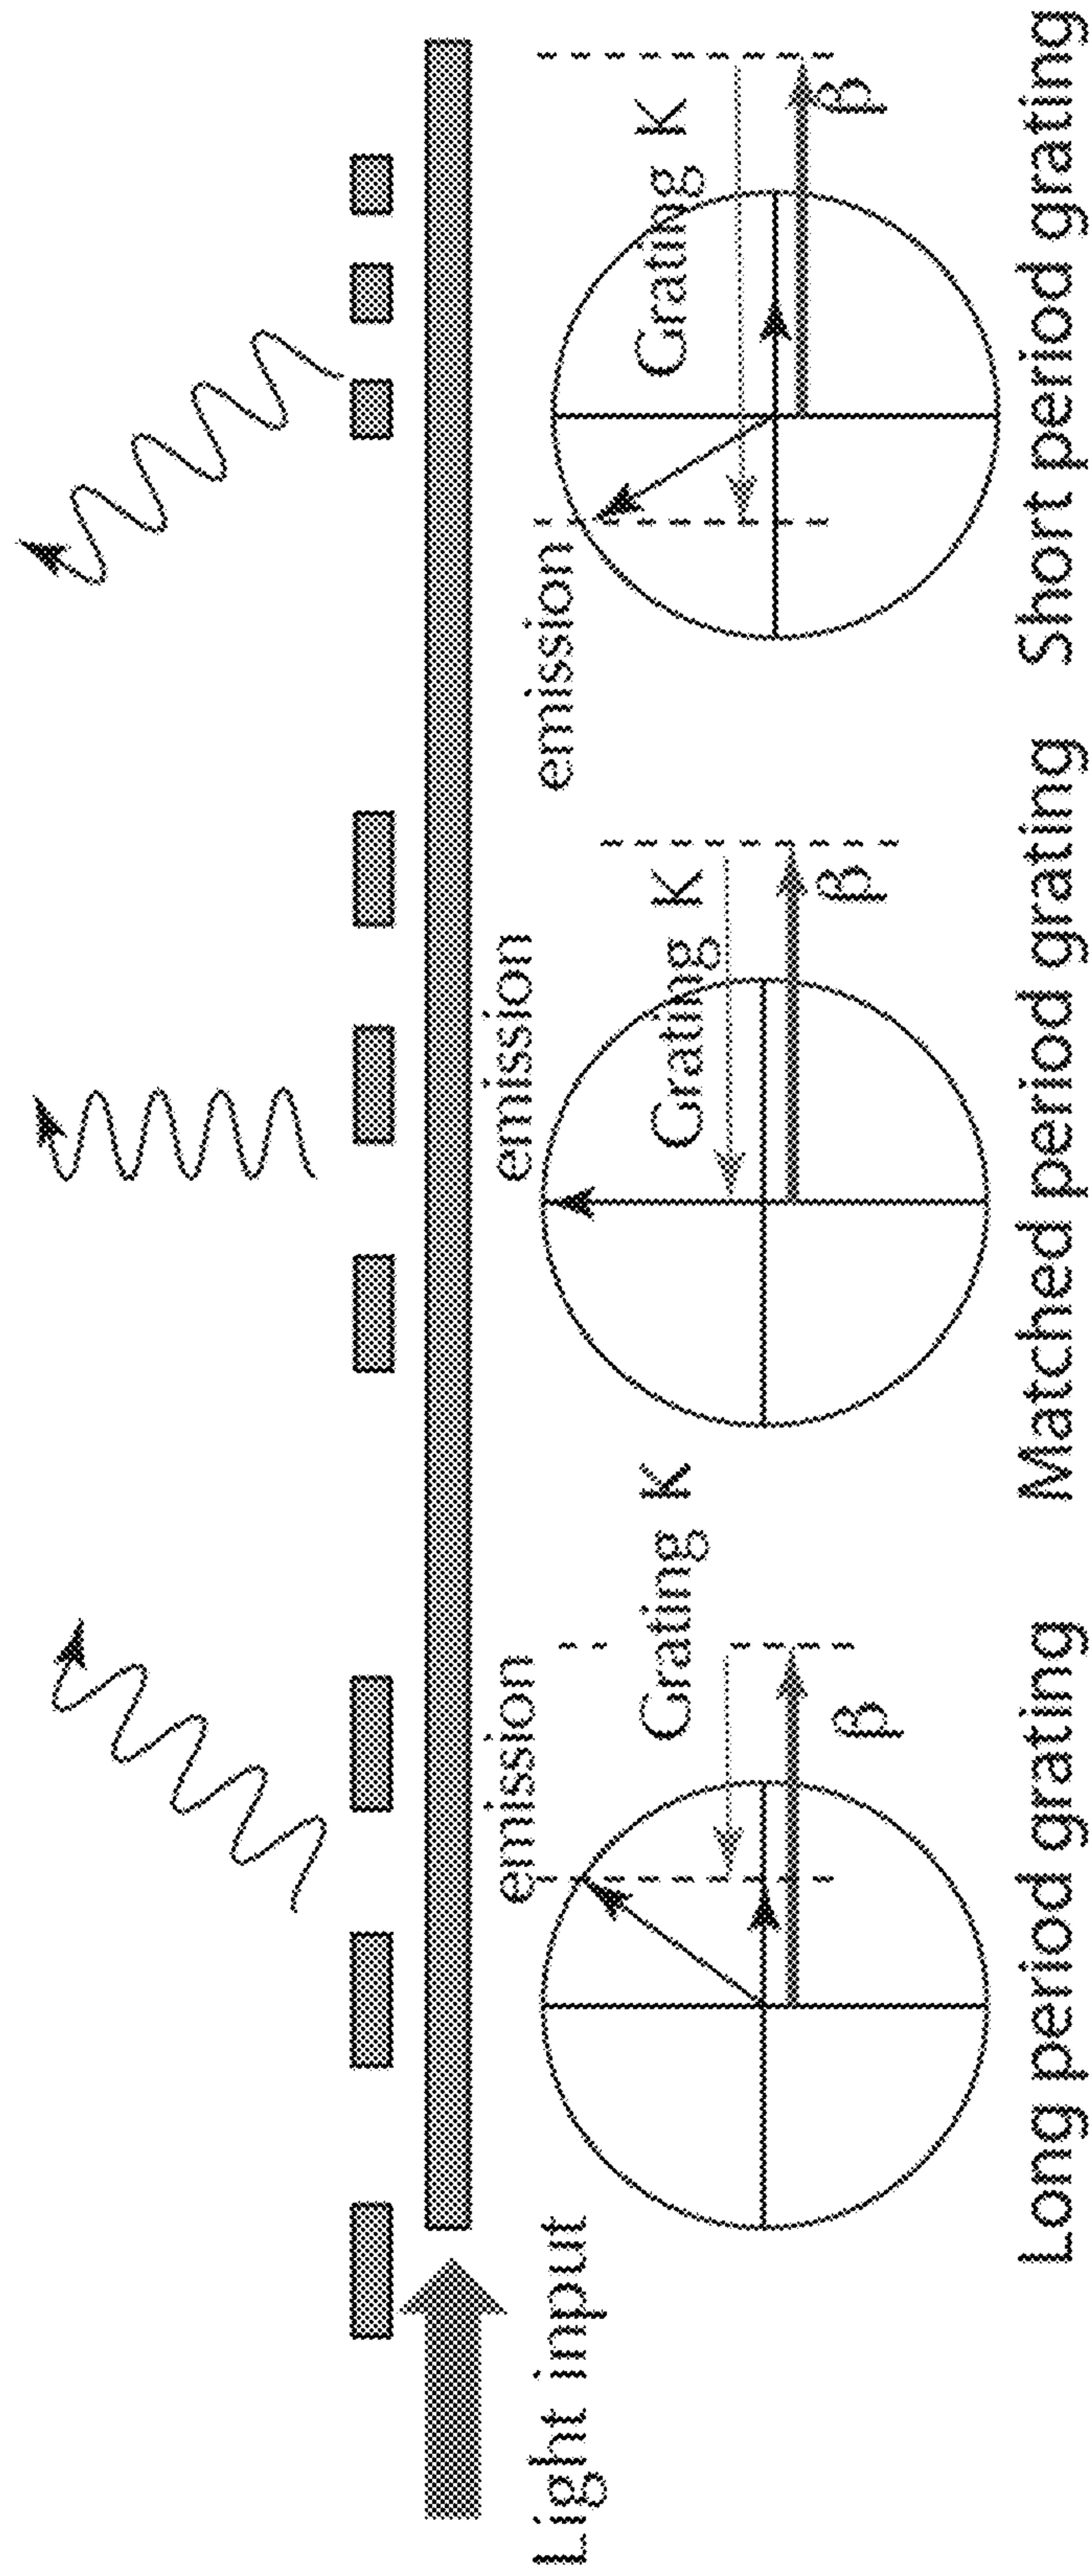 Light input
emission
Grating K
β
Long period grating
emission
Grating K
β
Matched period grating
emission
Grating K
β
Short period grating